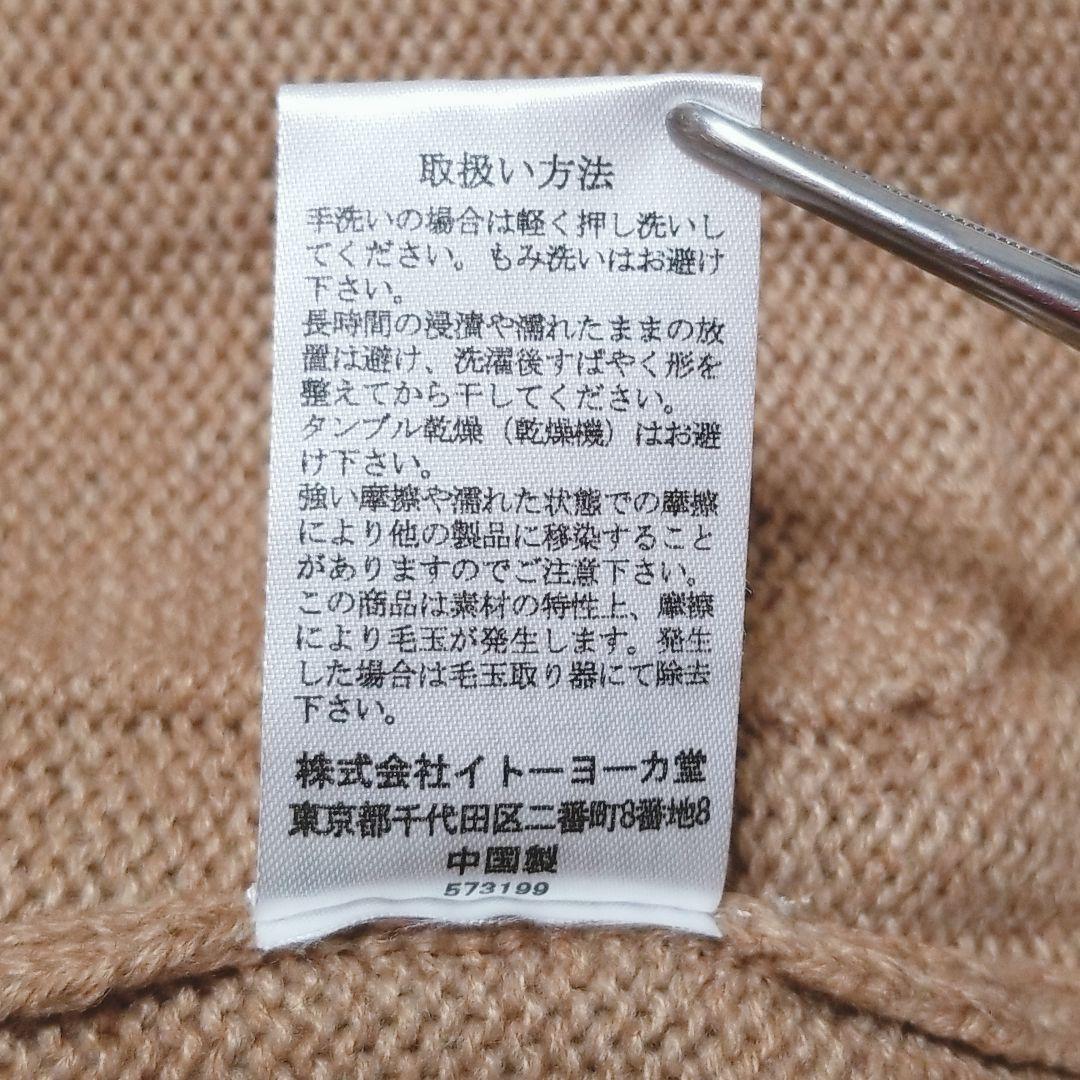 取扱い方法
手洗いの場合は軽く押し洗いし
てください。もみ洗いはお避け
下さい。
長時間の浸漬や濡れたままの放
置は避け、洗濯後すばやく形を
整えてから干してください。
タンブル乾燥（乾燥機）はお避
け下さい。
強い摩擦や濡れた状態での摩擦
により他の製品に移染すること
がありますのでご注意下さい。
この商品は素材の特性上、摩擦
により毛玉が発生します。発生
した場合は毛玉取り器にて除去
下さい。
株式会社イトーヨーカ堂
東京都千代田区二番町8番地8
中国製
573199